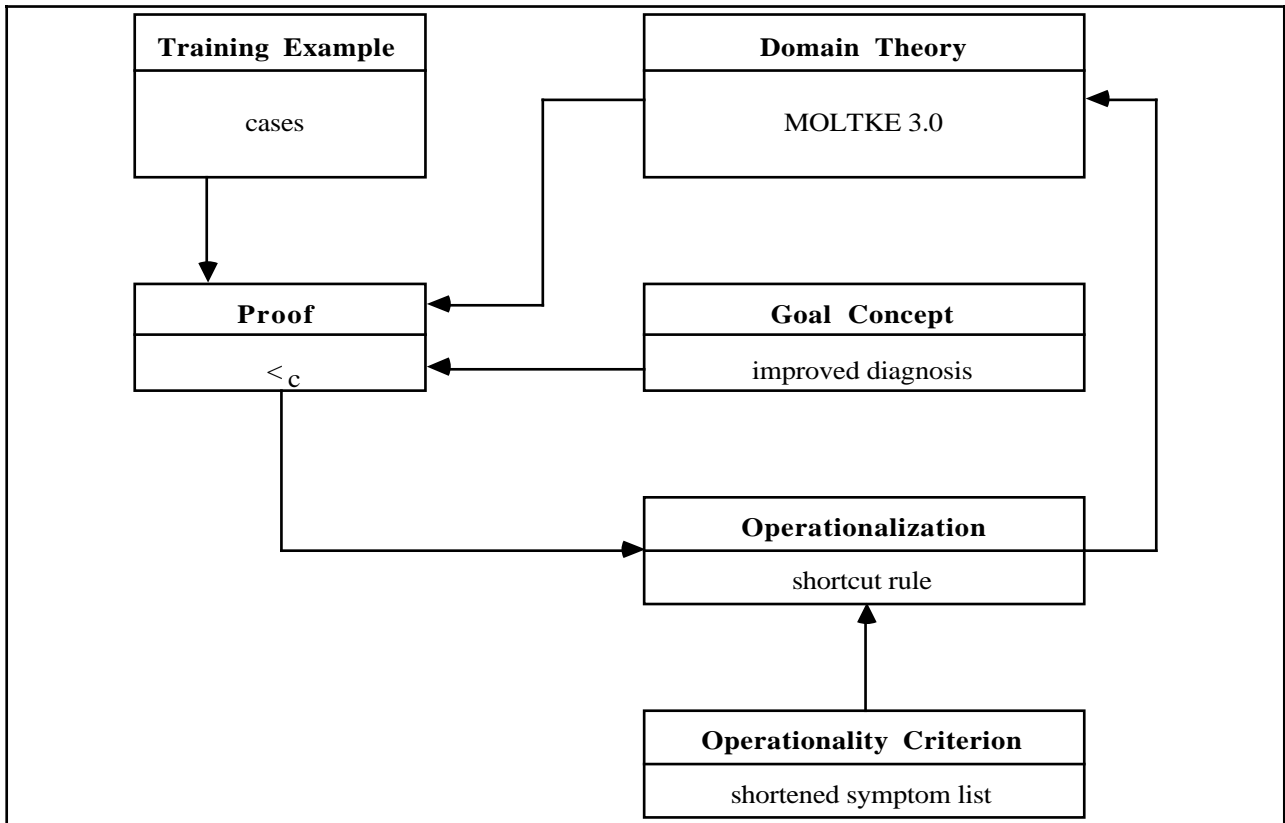 Training Example
cases
Domain Theory
MOLTKE 3.0
Proof
< c
Goal Concept
improved diagnosis
Operationalization
shortcut rule
Operationality Criterion
shortened symptom list